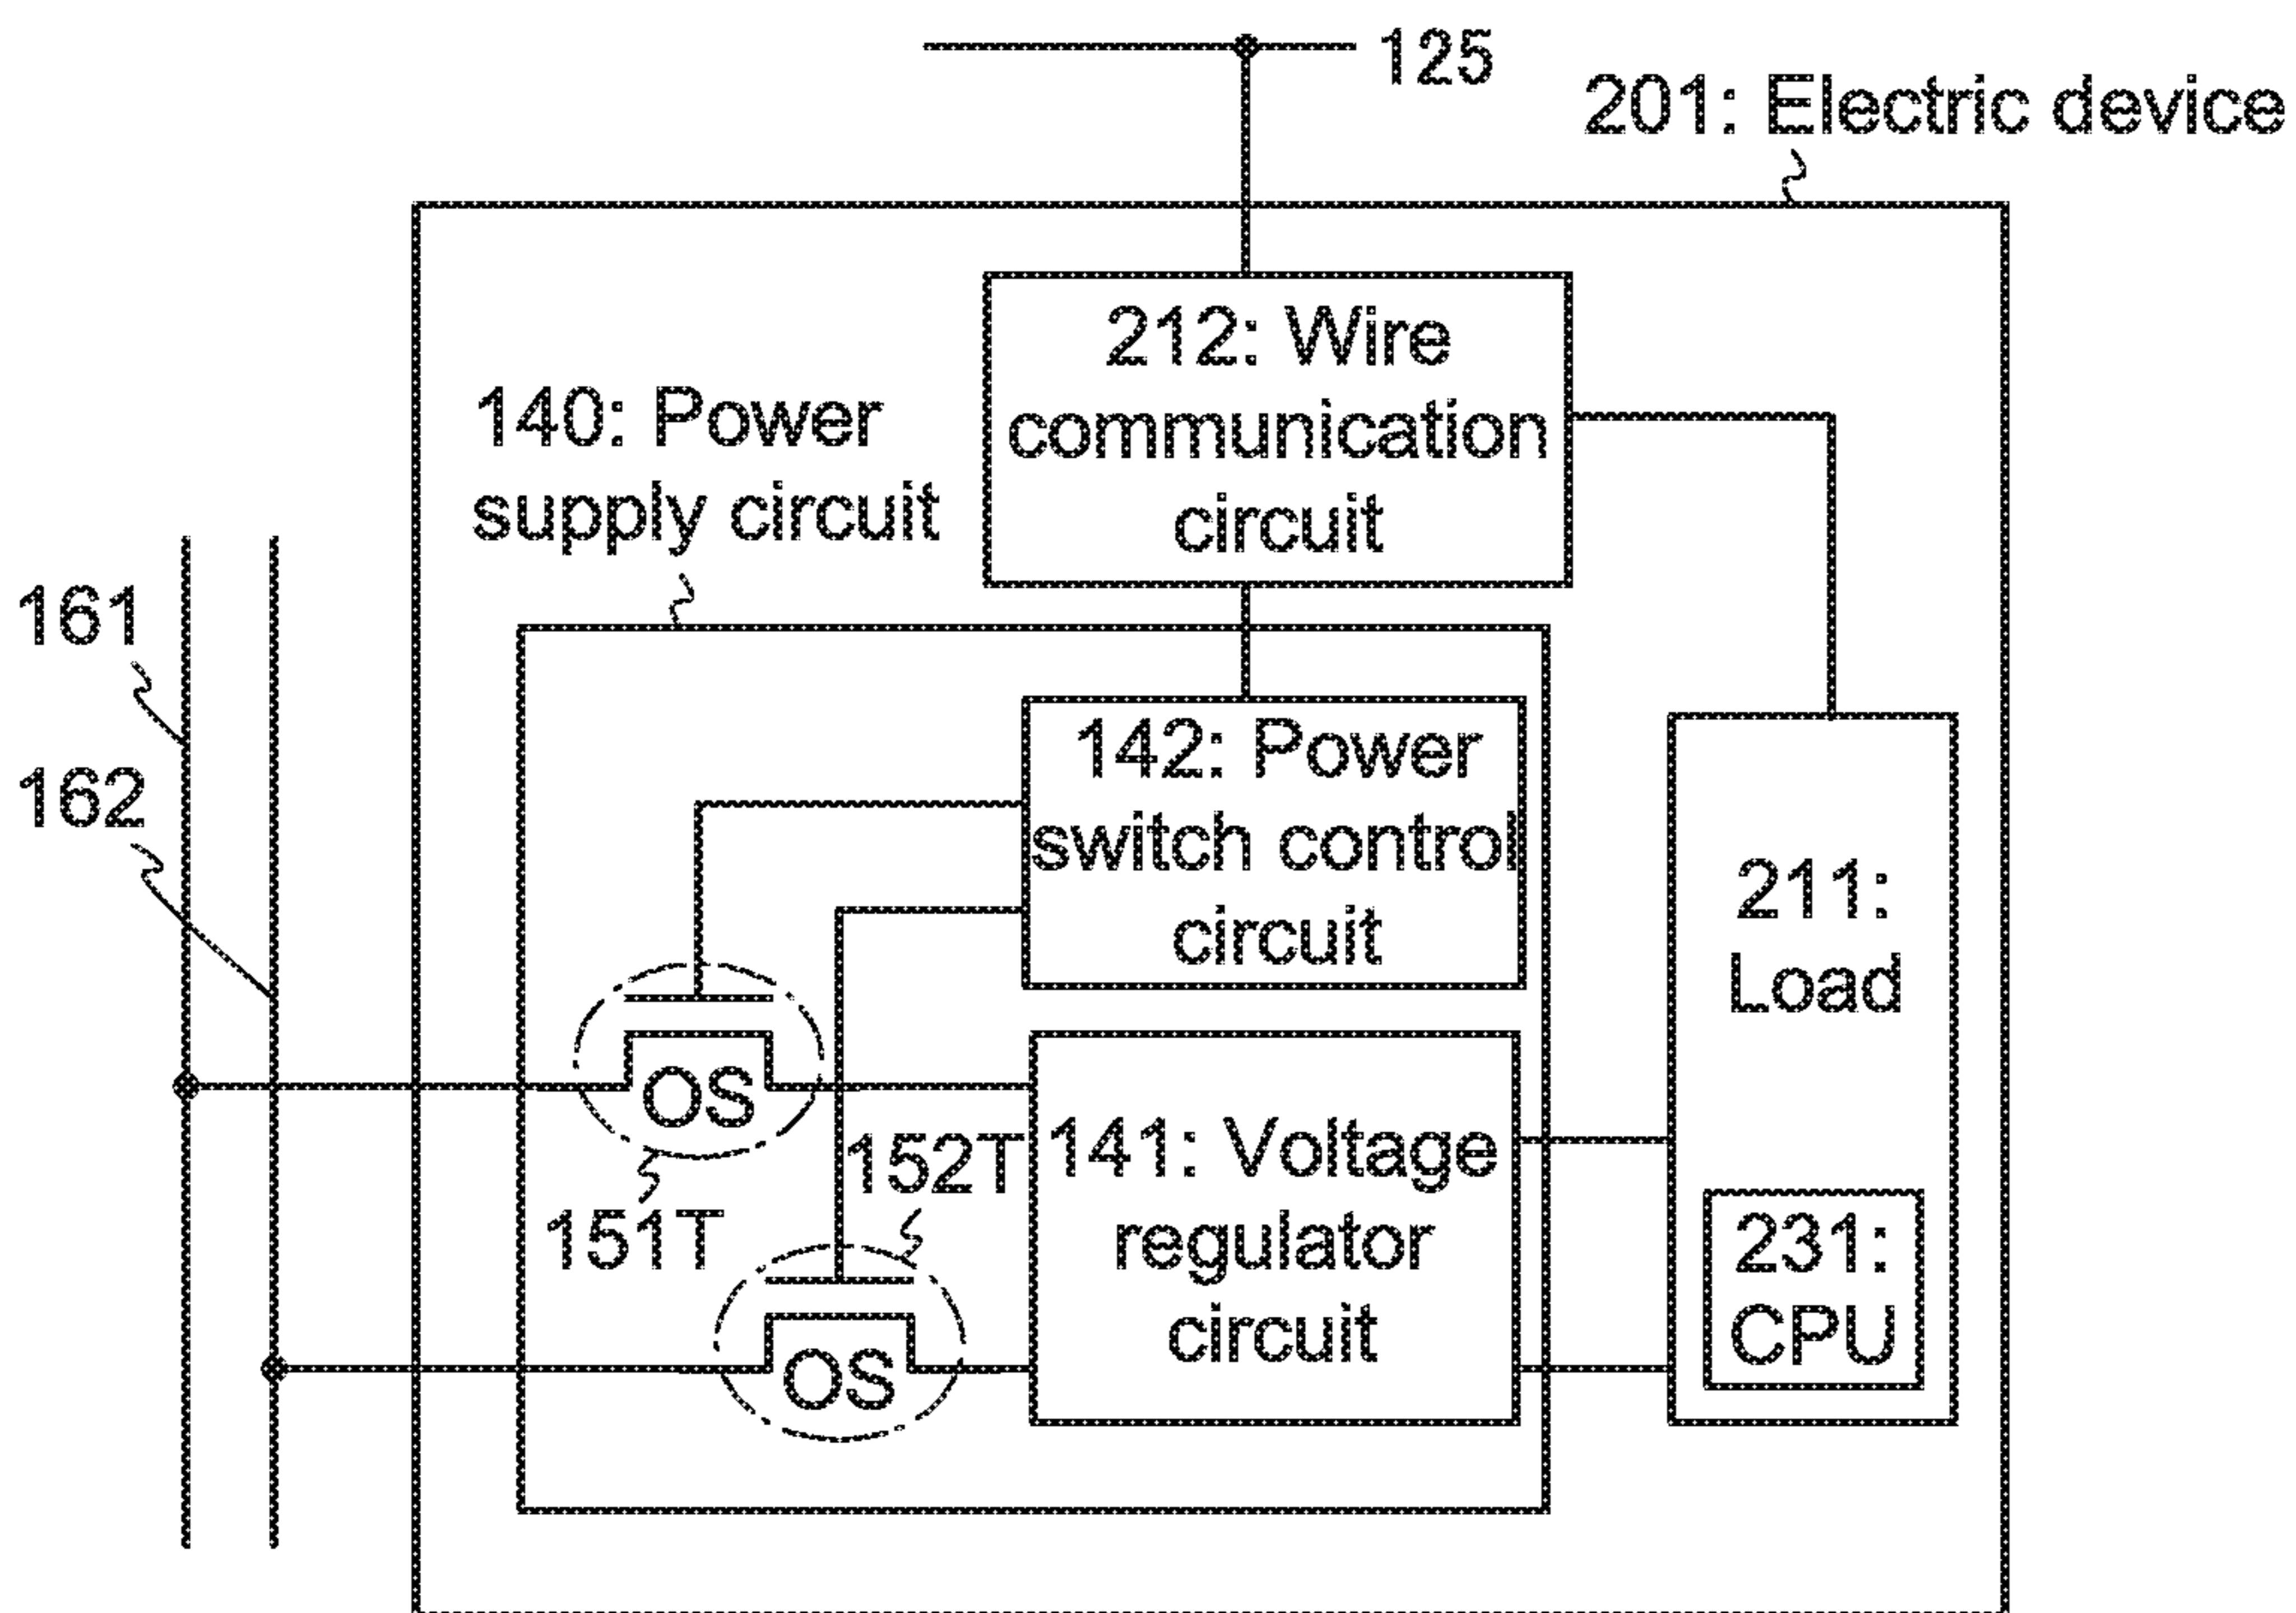 125
201: Electric device
212: Wire
communication
circuit
140: Power
supply circuit
161
162
142: Power
switch control
circuit
211:
Load
OS
151T
152T
141: Voltage
regulator
circuit
231:
CPU
OS